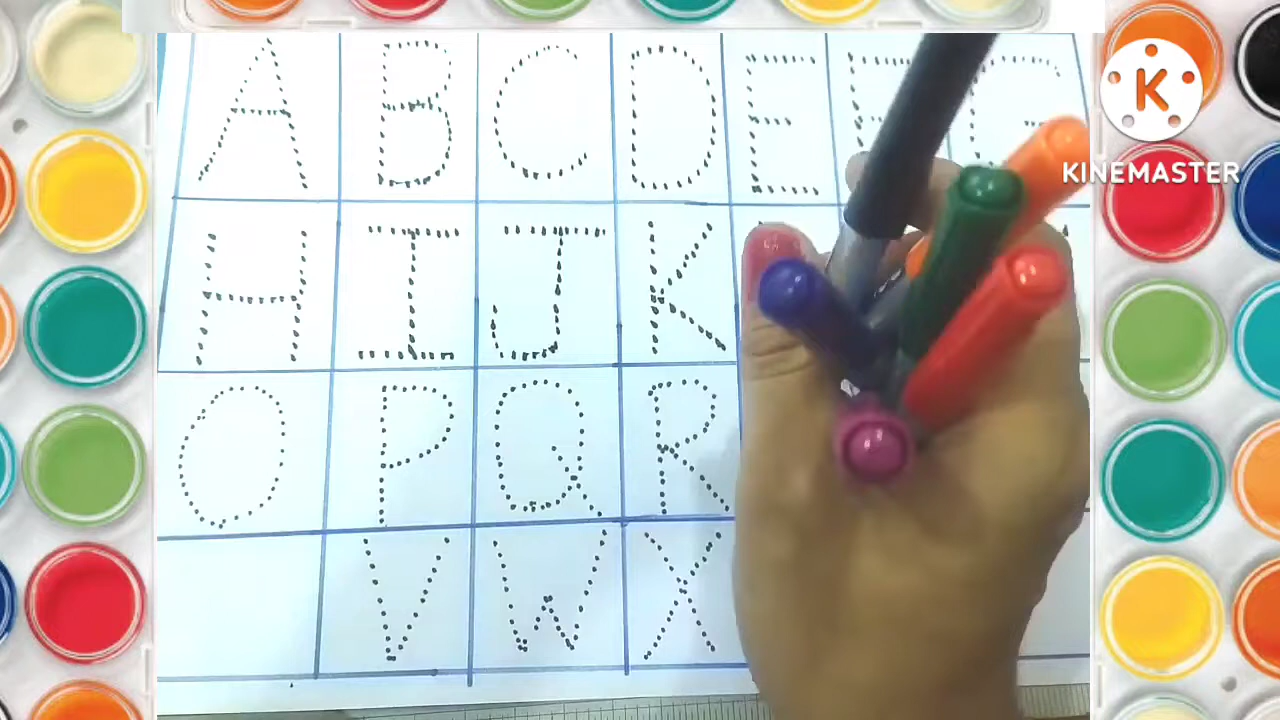 A B C D E F G
H I J K
O P Q R
V W X
K
KINEMASTER